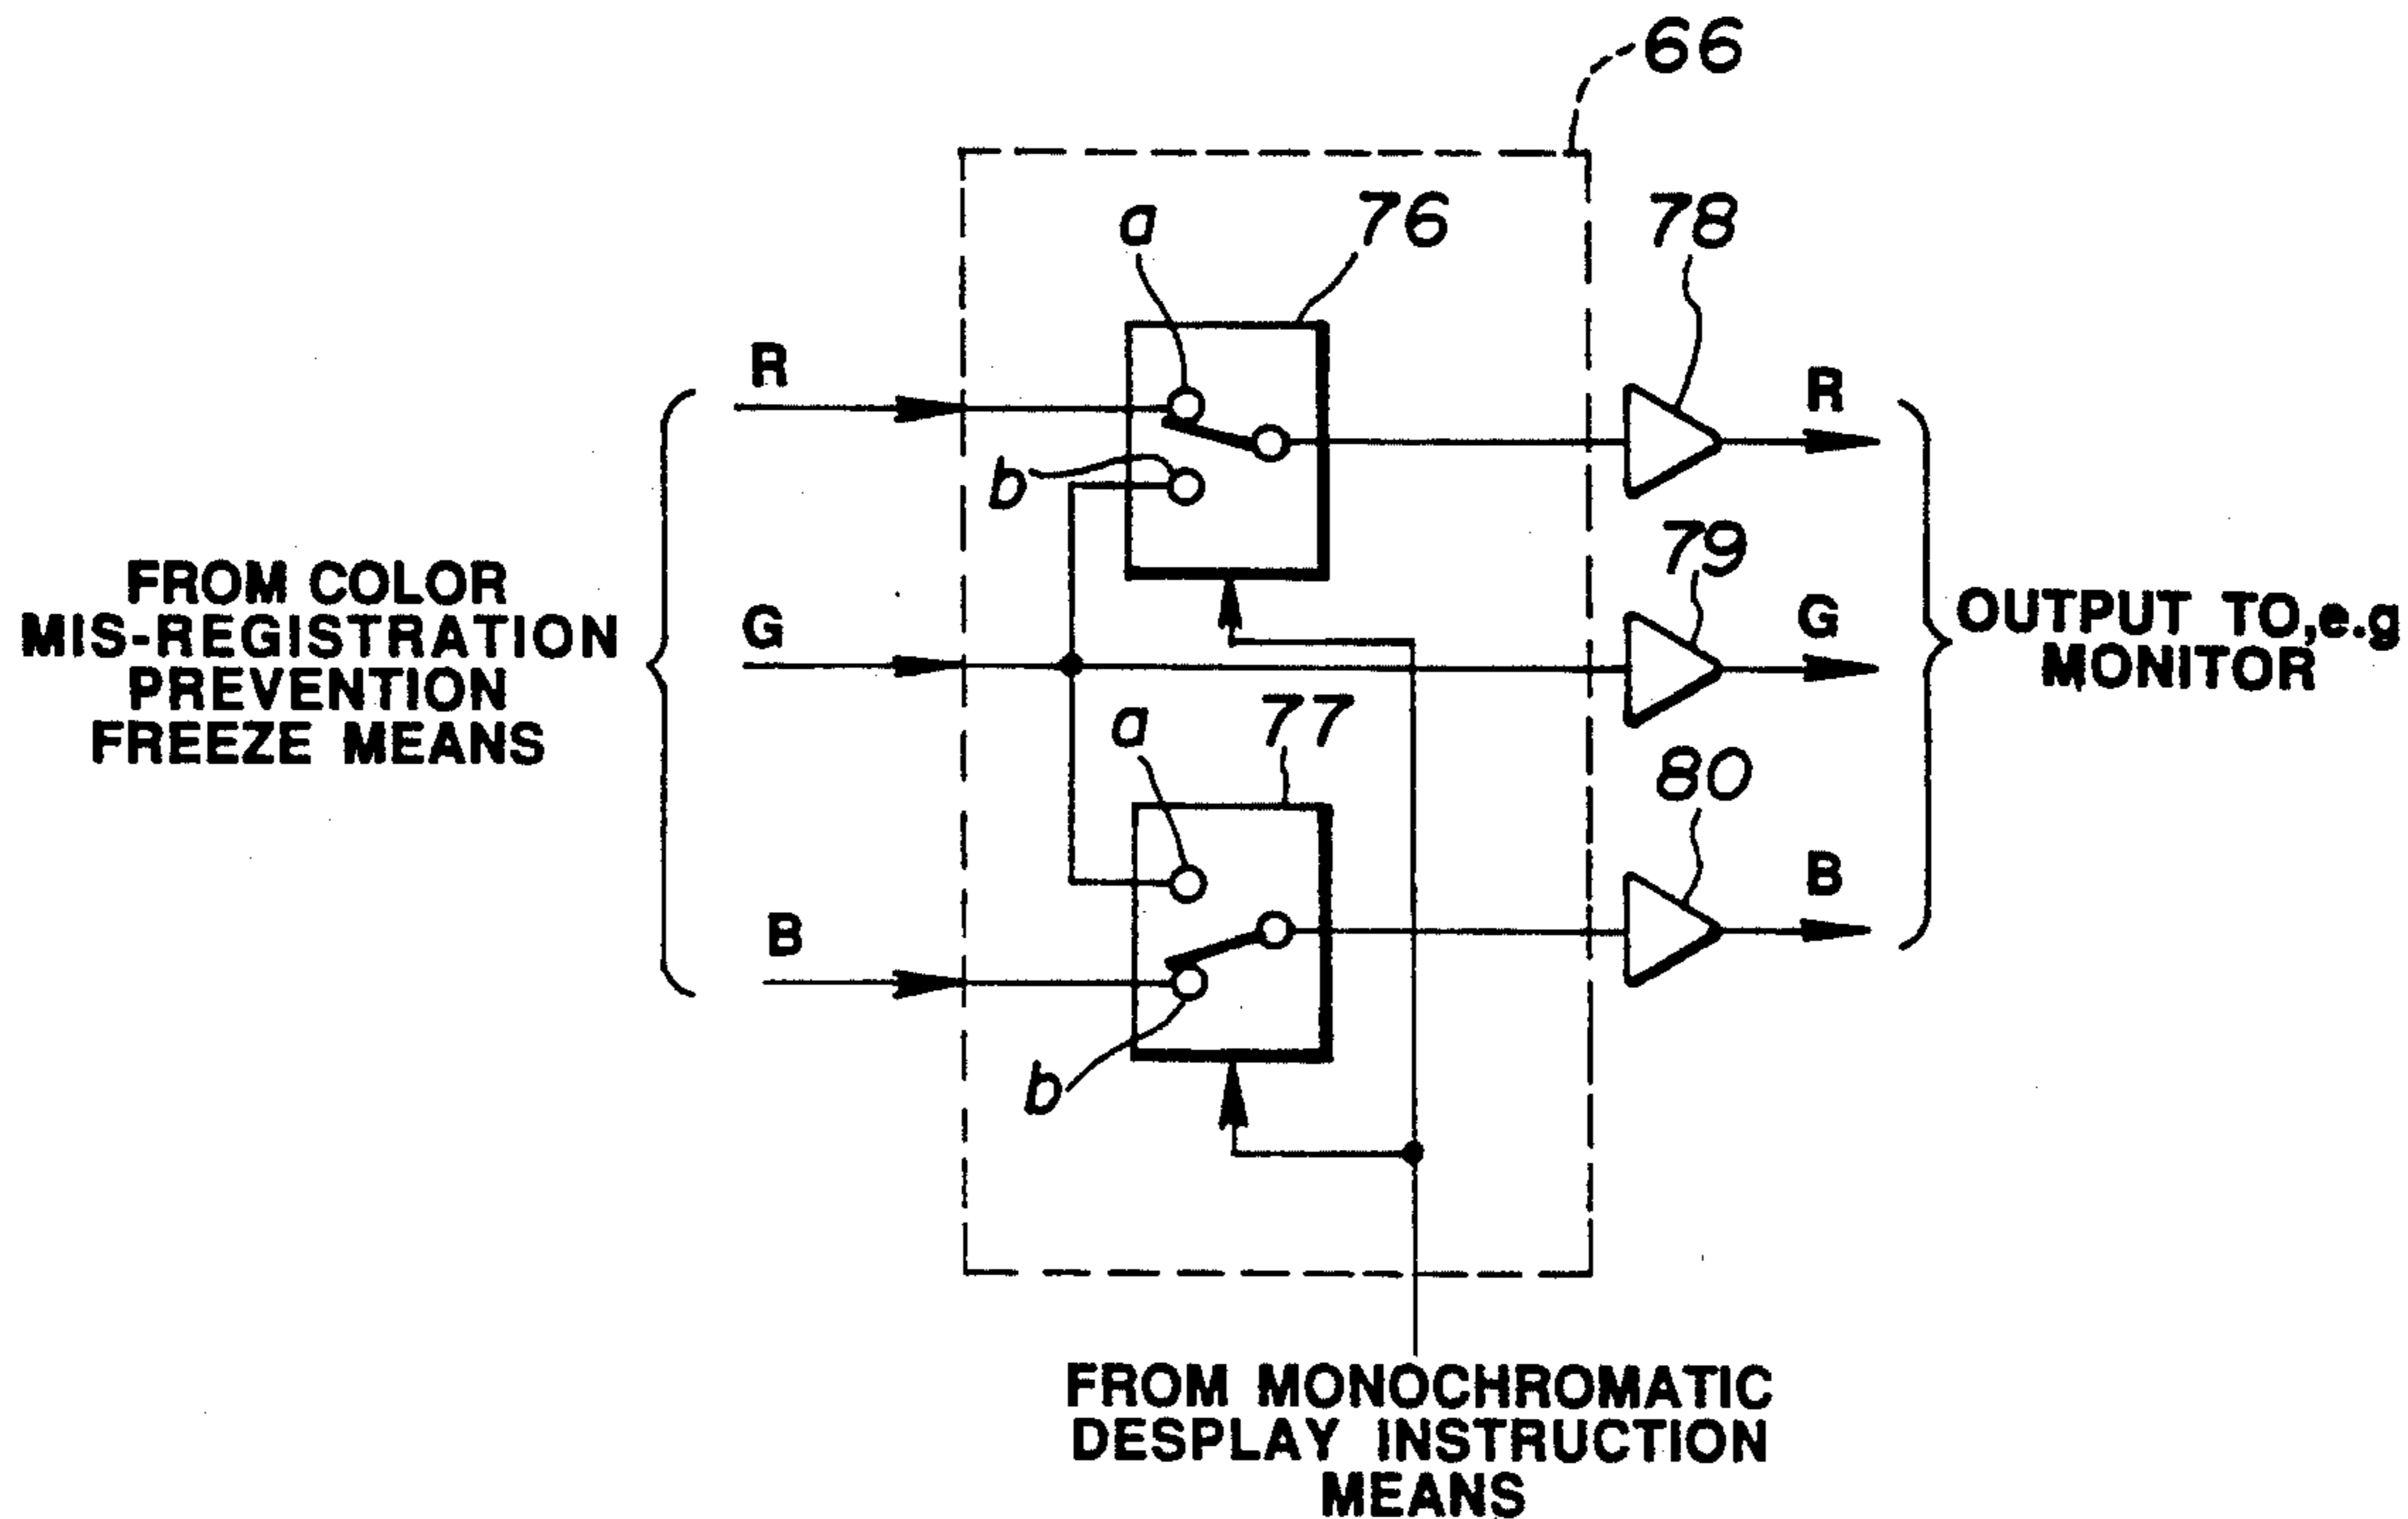 66
a
76
78
R
R
b
79
FROM COLOR
MIS-REGISTRATION
PREVENTION
FREEZE MEANS
G
G
OUTPUT TO,e.g
MONITOR
a
77
80
B
B
b
FROM MONOCHROMATIC
DESPLAY INSTRUCTION
MEANS